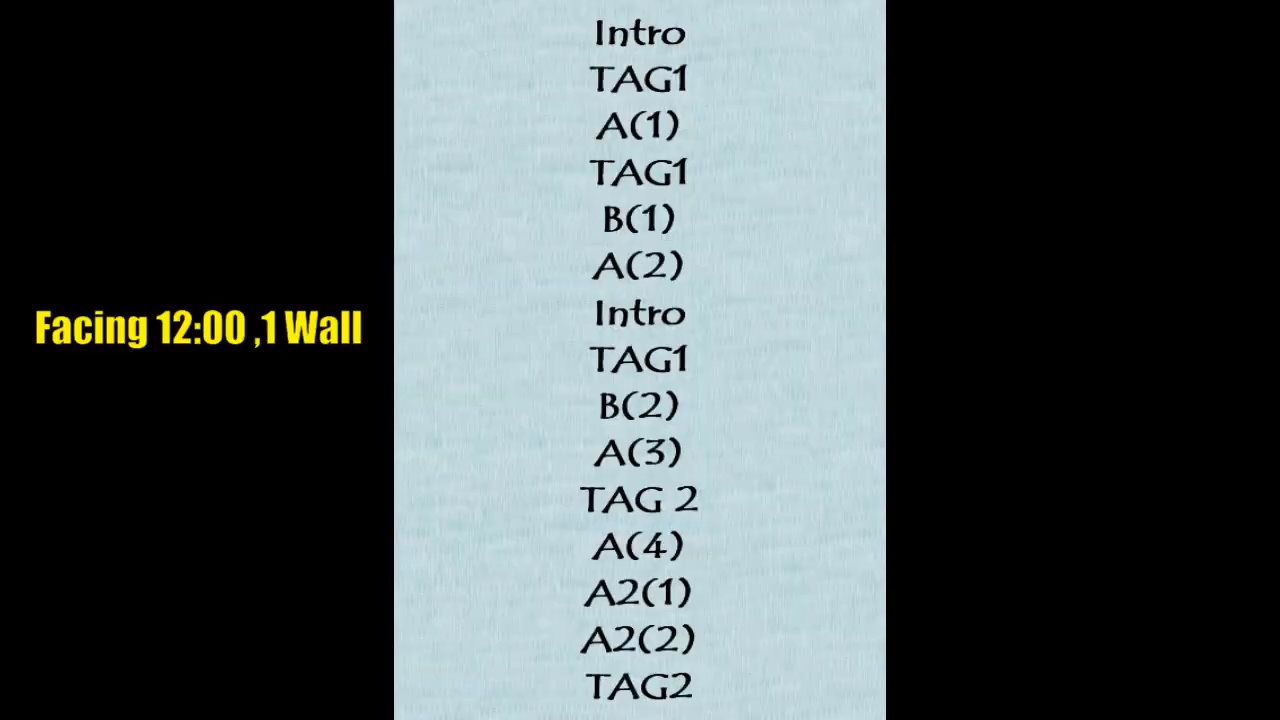 Intro
TAG1
A(1)
TAG1
B(1)
A(2)
Intro
TAG1
B(2)
A(3)
TAG 2
A(4)
A2(1)
A2(2)
TAG2
Facing 12:00 ,1 Wall